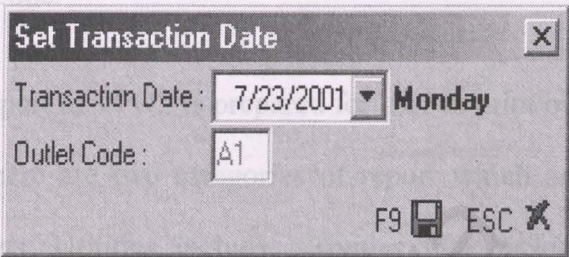 Set Transaction Date
Transaction Date : 7/23/2001 Monday
Outlet Code : A1
F9 ESC